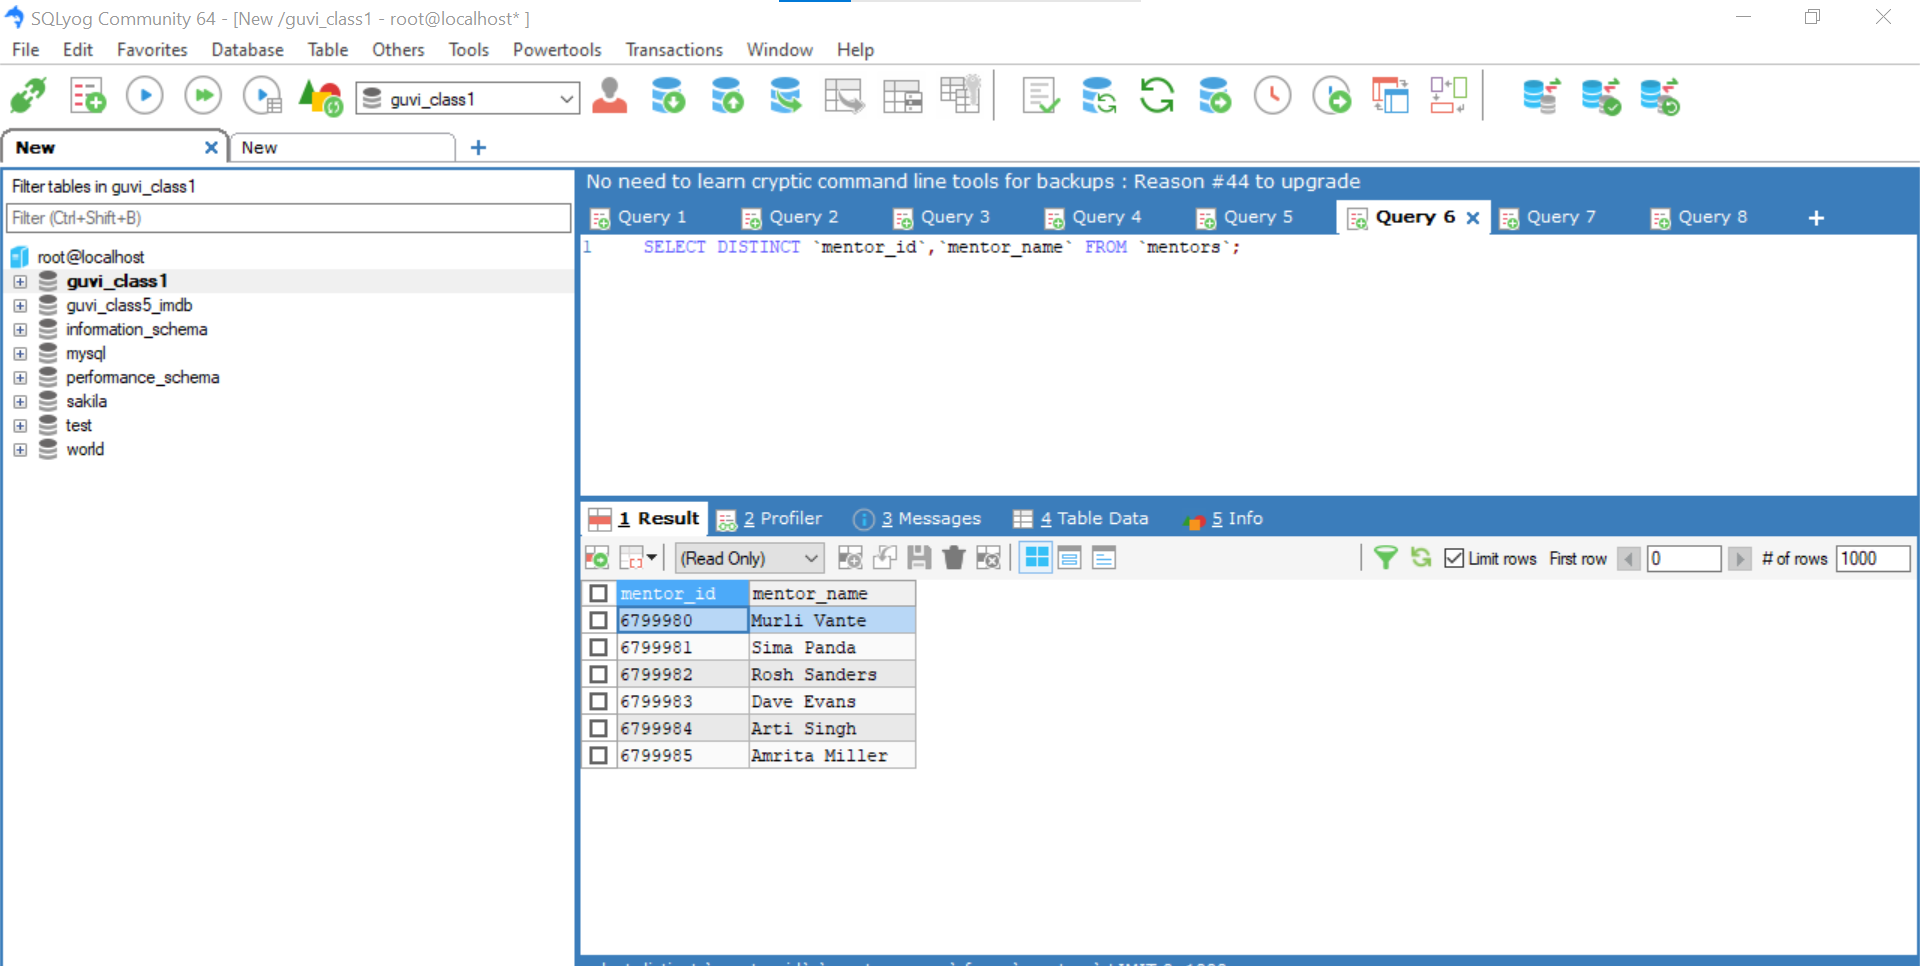 SQLyog Community 64 - [New /guvi_class1 - root@localhost* ]
File Edit Favorites Database Table Others Tools Powertools Transactions Window Help
guvi_class1
New New
Filter tables in guvi_class1
Filter (Ctrl+Shift+B)
root@localhost
guvi_class1
guvi_class5_imdb
information_schema
mysql
performance_schema
sakila
test
world
No need to learn cryptic command line tools for backups : Reason #44 to upgrade
Query 1 Query 2 Query 3 Query 4 Query 5 Query 6 Query 7 Query 8
1 SELECT DISTINCT `mentor_id`,`mentor_name` FROM `mentors`;
1 Result 2 Profiler 3 Messages 4 Table Data 5 Info
(Read Only) Limit rows First row 0 # of rows 1000
mentor_id mentor_name
6799980 Murli Vante
6799981 Sima Panda
6799982 Rosh Sanders
6799983 Dave Evans
6799984 Arti Singh
6799985 Amrita Miller